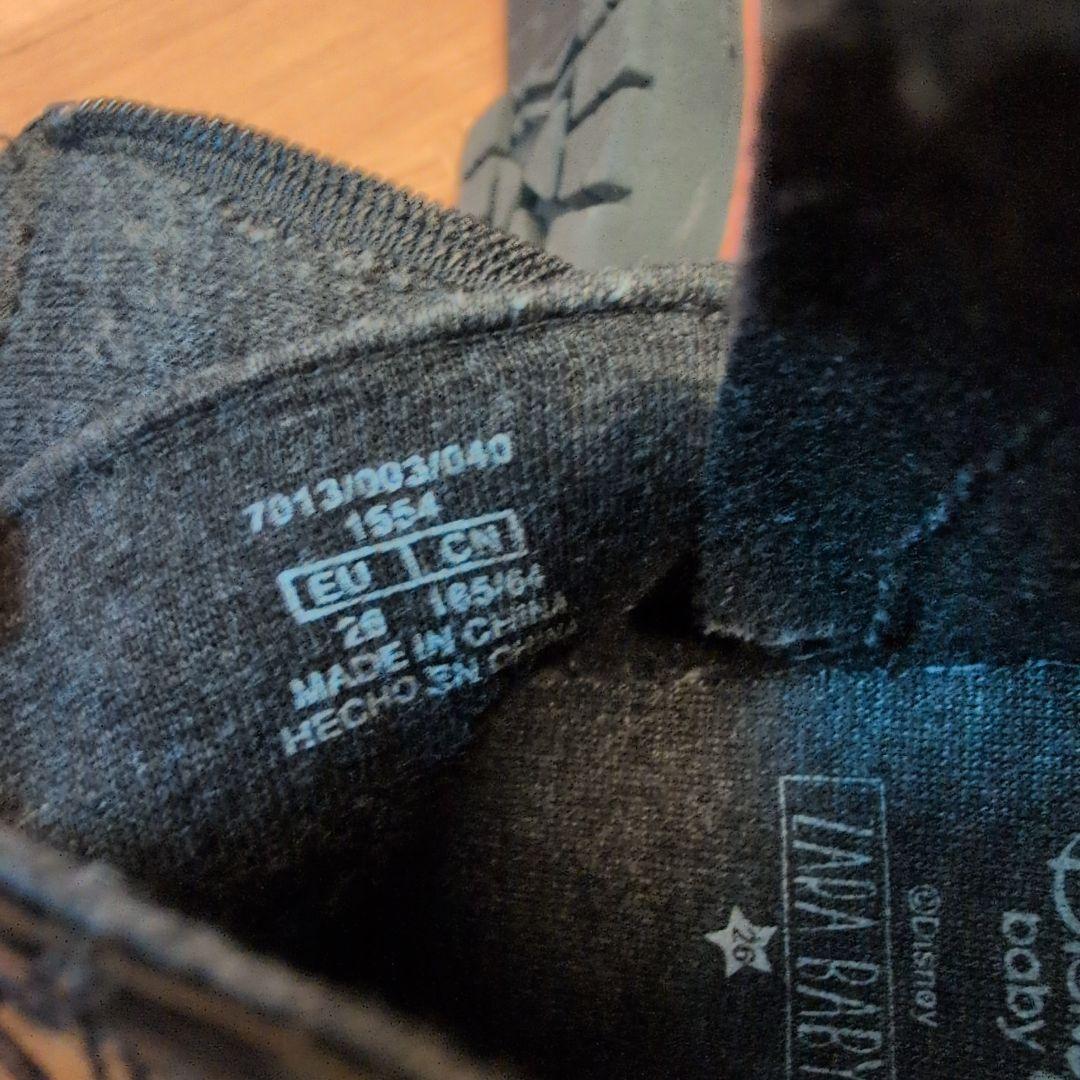 7013/003/040
1554
EU CN
26 165/64
MADE IN CHINA
HECHO EN CHINA
26
ZARA BABY
©DISNEY
baby